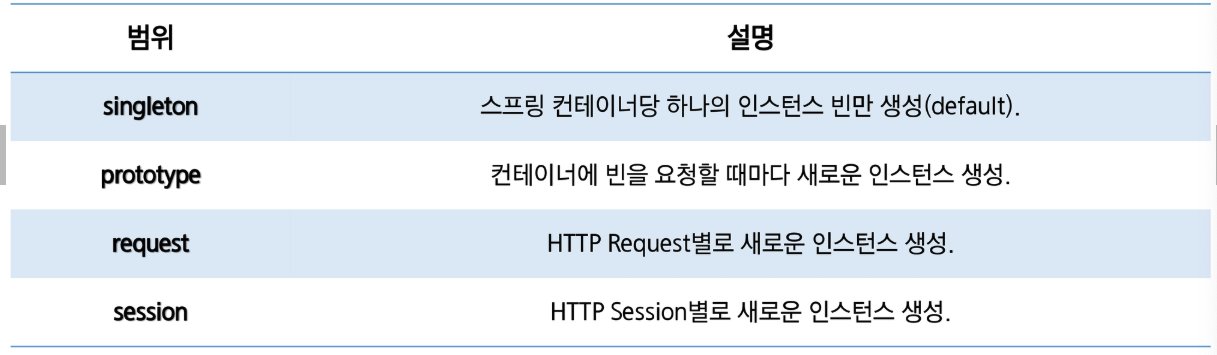 범위 설명
singleton 스프링 컨테이너당 하나의 인스턴스 빈만 생성(default).
prototype 컨테이너에 빈을 요청할 때마다 새로운 인스턴스 생성.
request HTTP Request별로 새로운 인스턴스 생성.
session HTTP Session별로 새로운 인스턴스 생성.